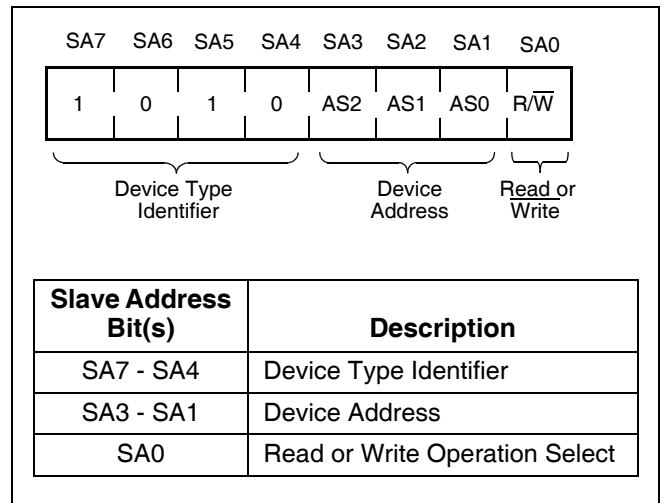 SA7 SA6 SA5 SA4 SA3 SA2 SA1 SA0
1 0 1 0 AS2 AS1 AS0 R/W̅
Device Type Device Read or
Identifier Address W̅r̅i̅t̅e̅
Slave Address
Bit(s) Description
SA7 - SA4 Device Type Identifier
SA3 - SA1 Device Address
SA0 Read or Write Operation Select